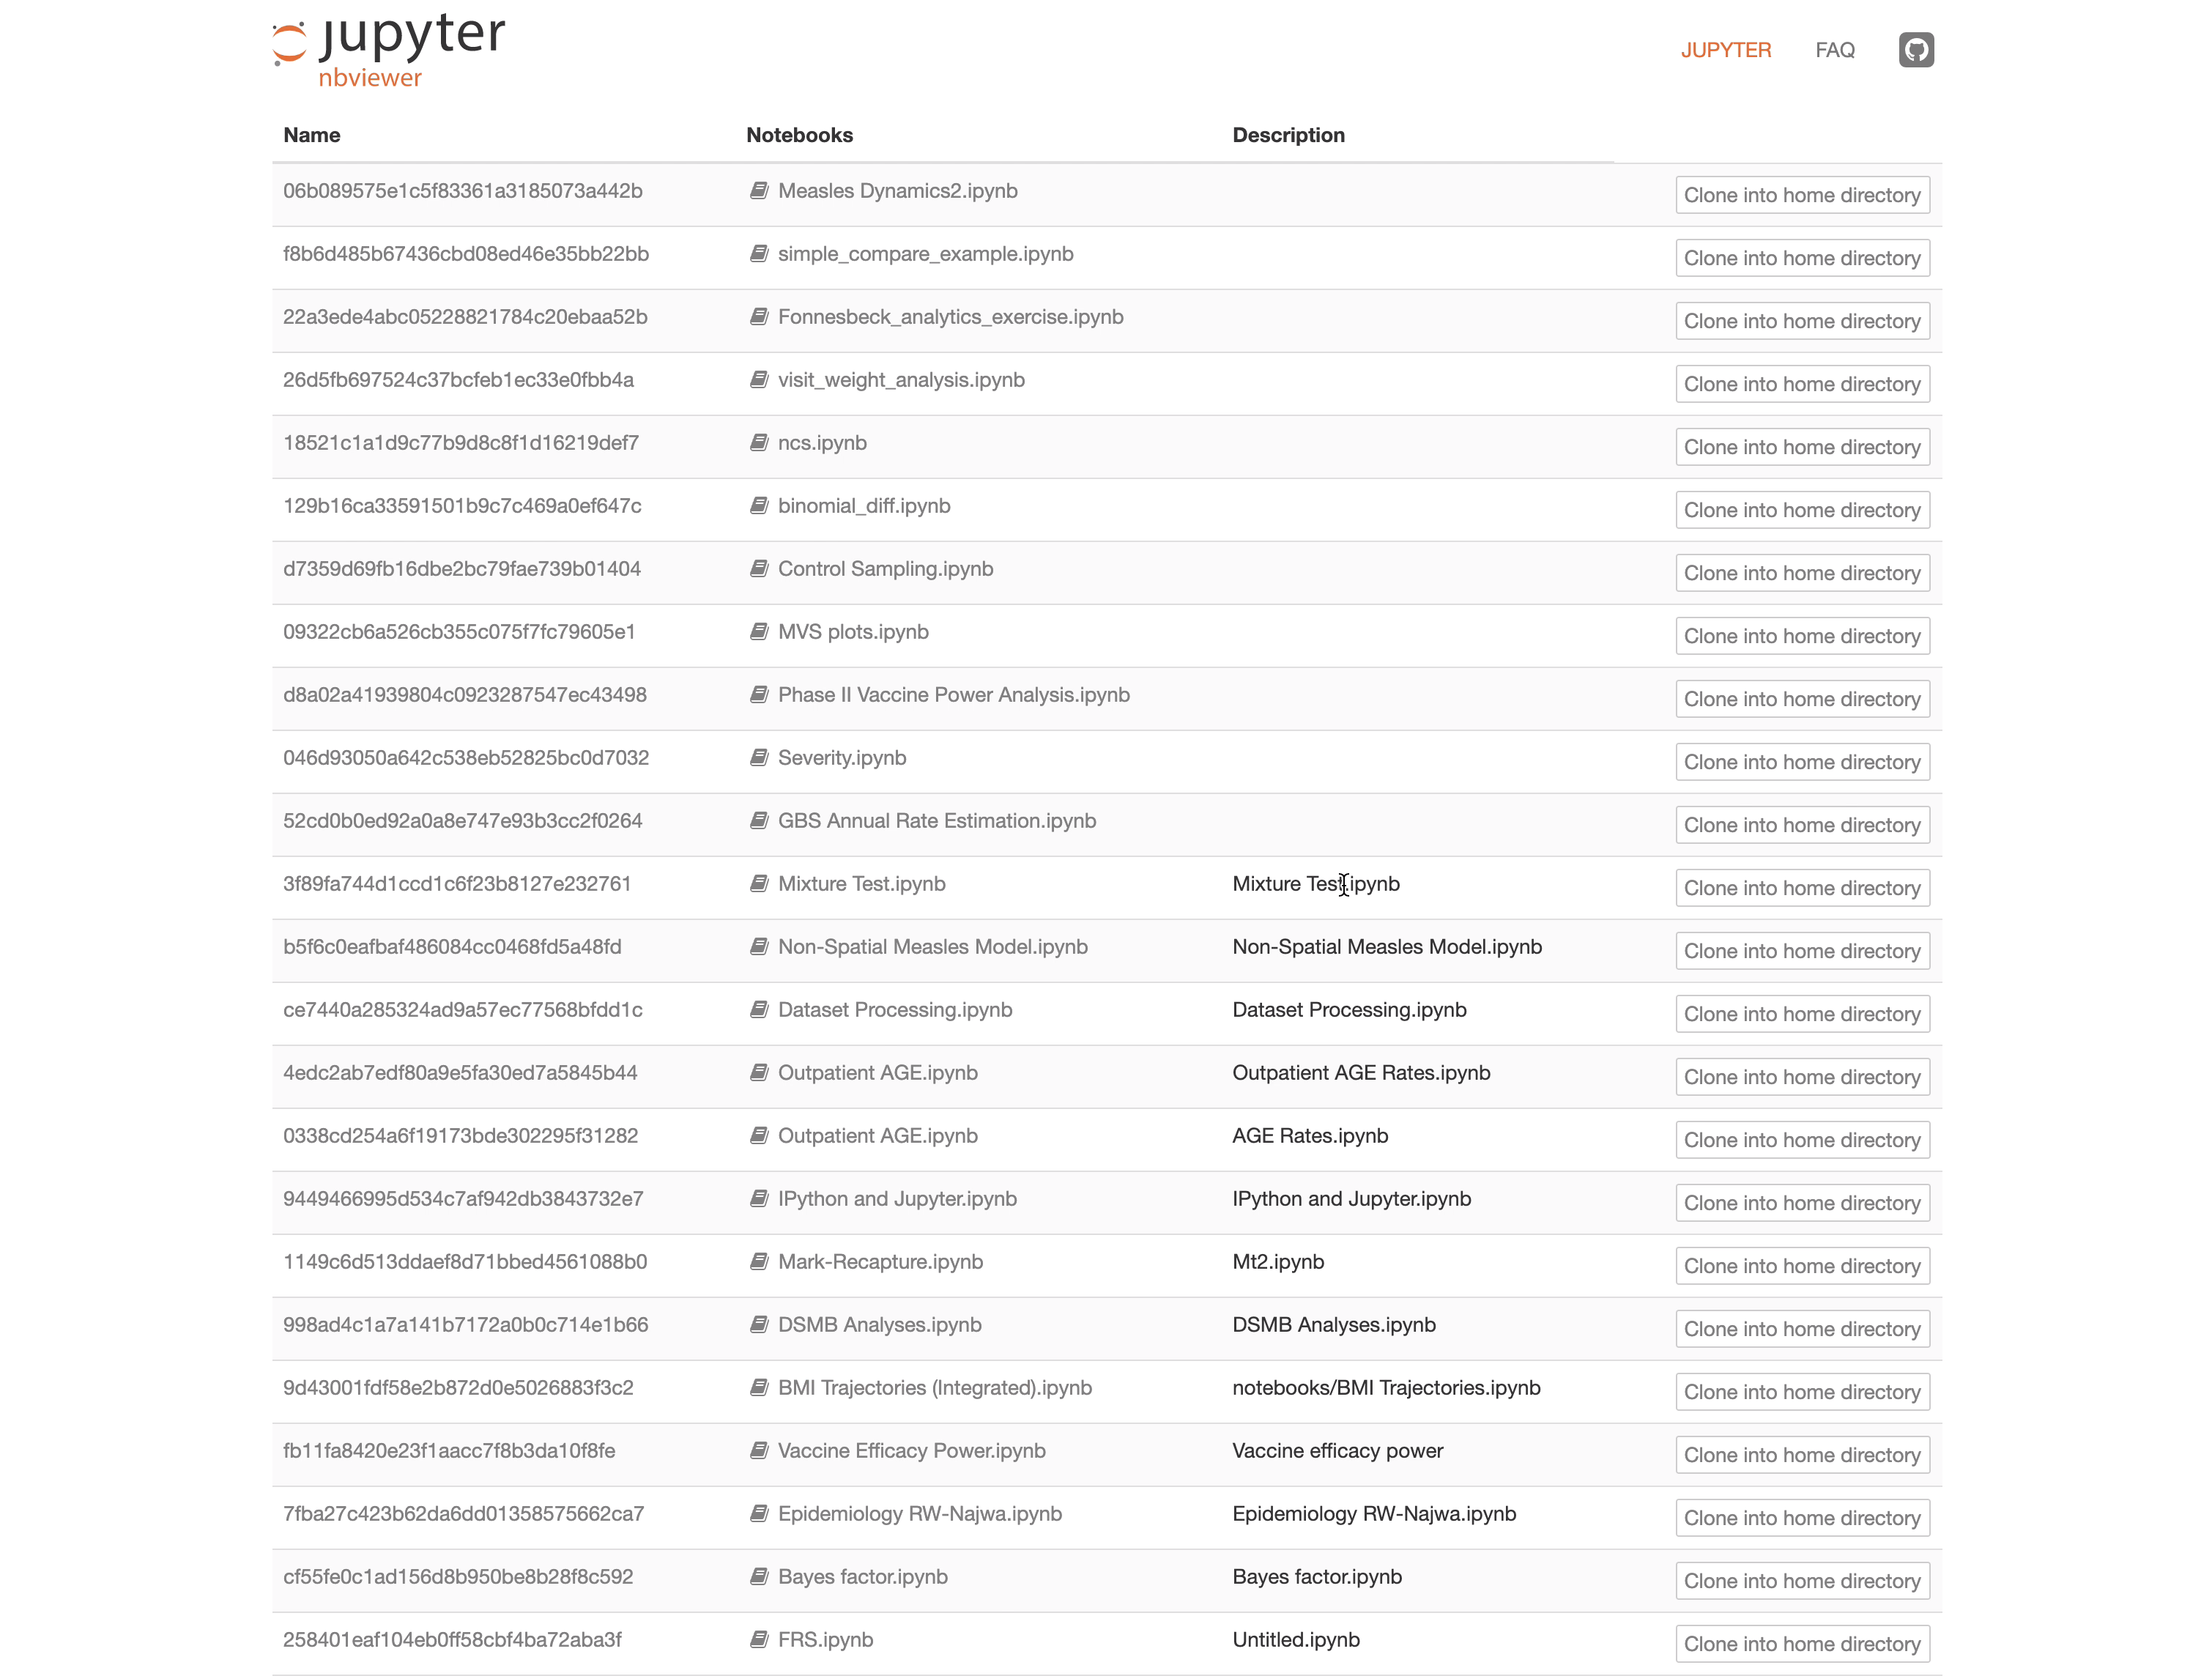 jupyter
nbviewer
JUPYTER FAQ
Name Notebooks Description
06b089575e1c5f83361a3185073a442b Measles Dynamics2.ipynb Clone into home directory
f8b6d485b67436cbd08ed46e35bb22bb simple_compare_example.ipynb Clone into home directory
22a3ede4abc05228821784c20ebaa52b Fonnesbeck_analytics_exercise.ipynb Clone into home directory
26d5fb697524c37bcfeb1ec33e0fbb4a visit_weight_analysis.ipynb Clone into home directory
18521c1a1d9c77b9d8c8f1d16219def7 ncs.ipynb Clone into home directory
129b16ca33591501b9c7c469a0ef647c binomial_diff.ipynb Clone into home directory
d7359d69fb16dbe2bc79fae739b01404 Control Sampling.ipynb Clone into home directory
09322cb6a526cb355c075f7fc79605e1 MVS plots.ipynb Clone into home directory
d8a02a41939804c0923287547ec43498 Phase II Vaccine Power Analysis.ipynb Clone into home directory
046d93050a642c538eb52825bc0d7032 Severity.ipynb Clone into home directory
52cd0b0ed92a0a8e747e93b3cc2f0264 GBS Annual Rate Estimation.ipynb Clone into home directory
3f89fa744d1ccd1c6f23b8127e232761 Mixture Test.ipynb Mixture Test.ipynb Clone into home directory
b5f6c0eafbaf486084cc0468fd5a48fd Non-Spatial Measles Model.ipynb Non-Spatial Measles Model.ipynb Clone into home directory
ce7440a285324ad9a57ec77568bfdd1c Dataset Processing.ipynb Dataset Processing.ipynb Clone into home directory
4edc2ab7edf80a9e5fa30ed7a5845b44 Outpatient AGE.ipynb Outpatient AGE Rates.ipynb Clone into home directory
0338cd254a6f19173bde302295f31282 Outpatient AGE.ipynb AGE Rates.ipynb Clone into home directory
9449466995d534c7af942db3843732e7 IPython and Jupyter.ipynb IPython and Jupyter.ipynb Clone into home directory
1149c6d513ddaef8d71bbed4561088b0 Mark-Recapture.ipynb Mt2.ipynb Clone into home directory
998ad4c1a7a141b7172a0b0c714e1b66 DSMB Analyses.ipynb DSMB Analyses.ipynb Clone into home directory
9d43001fdf58e2b872d0e5026883f3c2 BMI Trajectories (Integrated).ipynb notebooks/BMI Trajectories.ipynb Clone into home directory
fb11fa8420e23f1aacc7f8b3da10f8fe Vaccine Efficacy Power.ipynb Vaccine efficacy power Clone into home directory
7fba27c423b62da6dd01358575662ca7 Epidemiology RW-Najwa.ipynb Epidemiology RW-Najwa.ipynb Clone into home directory
cf55fe0c1ad156d8b950be8b28f8c592 Bayes factor.ipynb Bayes factor.ipynb Clone into home directory
258401eaf104eb0ff58cbf4ba72aba3f FRS.ipynb Untitled.ipynb Clone into home directory